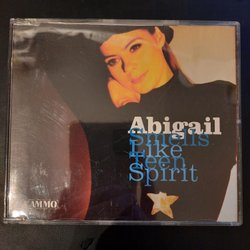 Abigail
Smells
Like
Teen
Spirit
AMMO